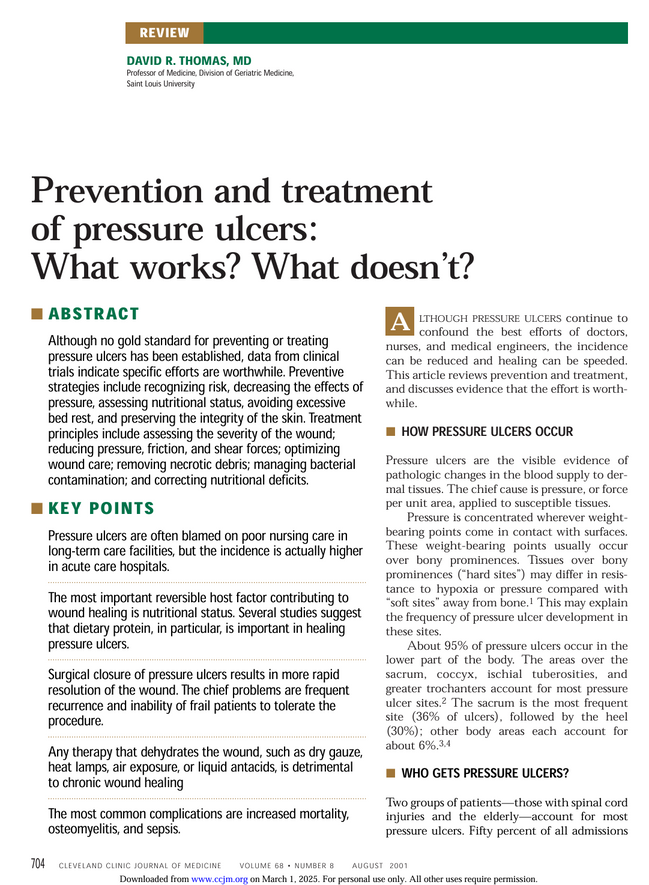 REVIEW
DAVID R. THOMAS, MD
Professor of Medicine, Division of Geriatric Medicine,
Saint Louis University
Prevention and treatment
of pressure ulcers:
What works? What doesn't?
■ ABSTRACT
Although no gold standard for preventing or treating
pressure ulcers has been established, data from clinical
trials indicate specific efforts are worthwhile. Preventive
strategies include recognizing risk, decreasing the effects of
pressure, assessing nutritional status, avoiding excessive
bed rest, and preserving the integrity of the skin. Treatment
principles include assessing the severity of the wound;
reducing pressure, friction, and shear forces; optimizing
wound care; removing necrotic debris; managing bacterial
contamination; and correcting nutritional deficits.
■ KEY POINTS
Pressure ulcers are often blamed on poor nursing care in
long-term care facilities, but the incidence is actually higher
in acute care hospitals.
The most important reversible host factor contributing to
wound healing is nutritional status. Several studies suggest
that dietary protein, in particular, is important in healing
pressure ulcers.
Surgical closure of pressure ulcers results in more rapid
resolution of the wound. The chief problems are frequent
recurrence and inability of frail patients to tolerate the
procedure.
Any therapy that dehydrates the wound, such as dry gauze,
heat lamps, air exposure, or liquid antacids, is detrimental
to chronic wound healing
The most common complications are increased mortality,
osteomyelitis, and sepsis.
ALTHOUGH PRESSURE ULCERS continue to
confound the best efforts of doctors,
nurses, and medical engineers, the incidence
can be reduced and healing can be speeded.
This article reviews prevention and treatment,
and discusses evidence that the effort is worth-
while.
■ HOW PRESSURE ULCERS OCCUR
Pressure ulcers are the visible evidence of
pathologic changes in the blood supply to der-
mal tissues. The chief cause is pressure, or force
per unit area, applied to susceptible tissues.
Pressure is concentrated wherever weight-
bearing points come in contact with surfaces.
These weight-bearing points usually occur
over bony prominences. Tissues over bony
prominences ("hard sites") may differ in resis-
tance to hypoxia or pressure compared with
"soft sites" away from bone.1 This may explain
the frequency of pressure ulcer development in
these sites.
About 95% of pressure ulcers occur in the
lower part of the body. The areas over the
sacrum, coccyx, ischial tuberosities, and
greater trochanters account for most pressure
ulcer sites.2 The sacrum is the most frequent
site (36% of ulcers), followed by the heel
(30%); other body areas each account for
about 6%.3,4
■ WHO GETS PRESSURE ULCERS?
Two groups of patients—those with spinal cord
injuries and the elderly—account for most
pressure ulcers. Fifty percent of all admissions
704 CLEVELAND CLINIC JOURNAL OF MEDICINE VOLUME 68 • NUMBER 8 AUGUST 2001
Downloaded from www.ccjm.org on March 1, 2025. For personal use only. All other uses require permission.